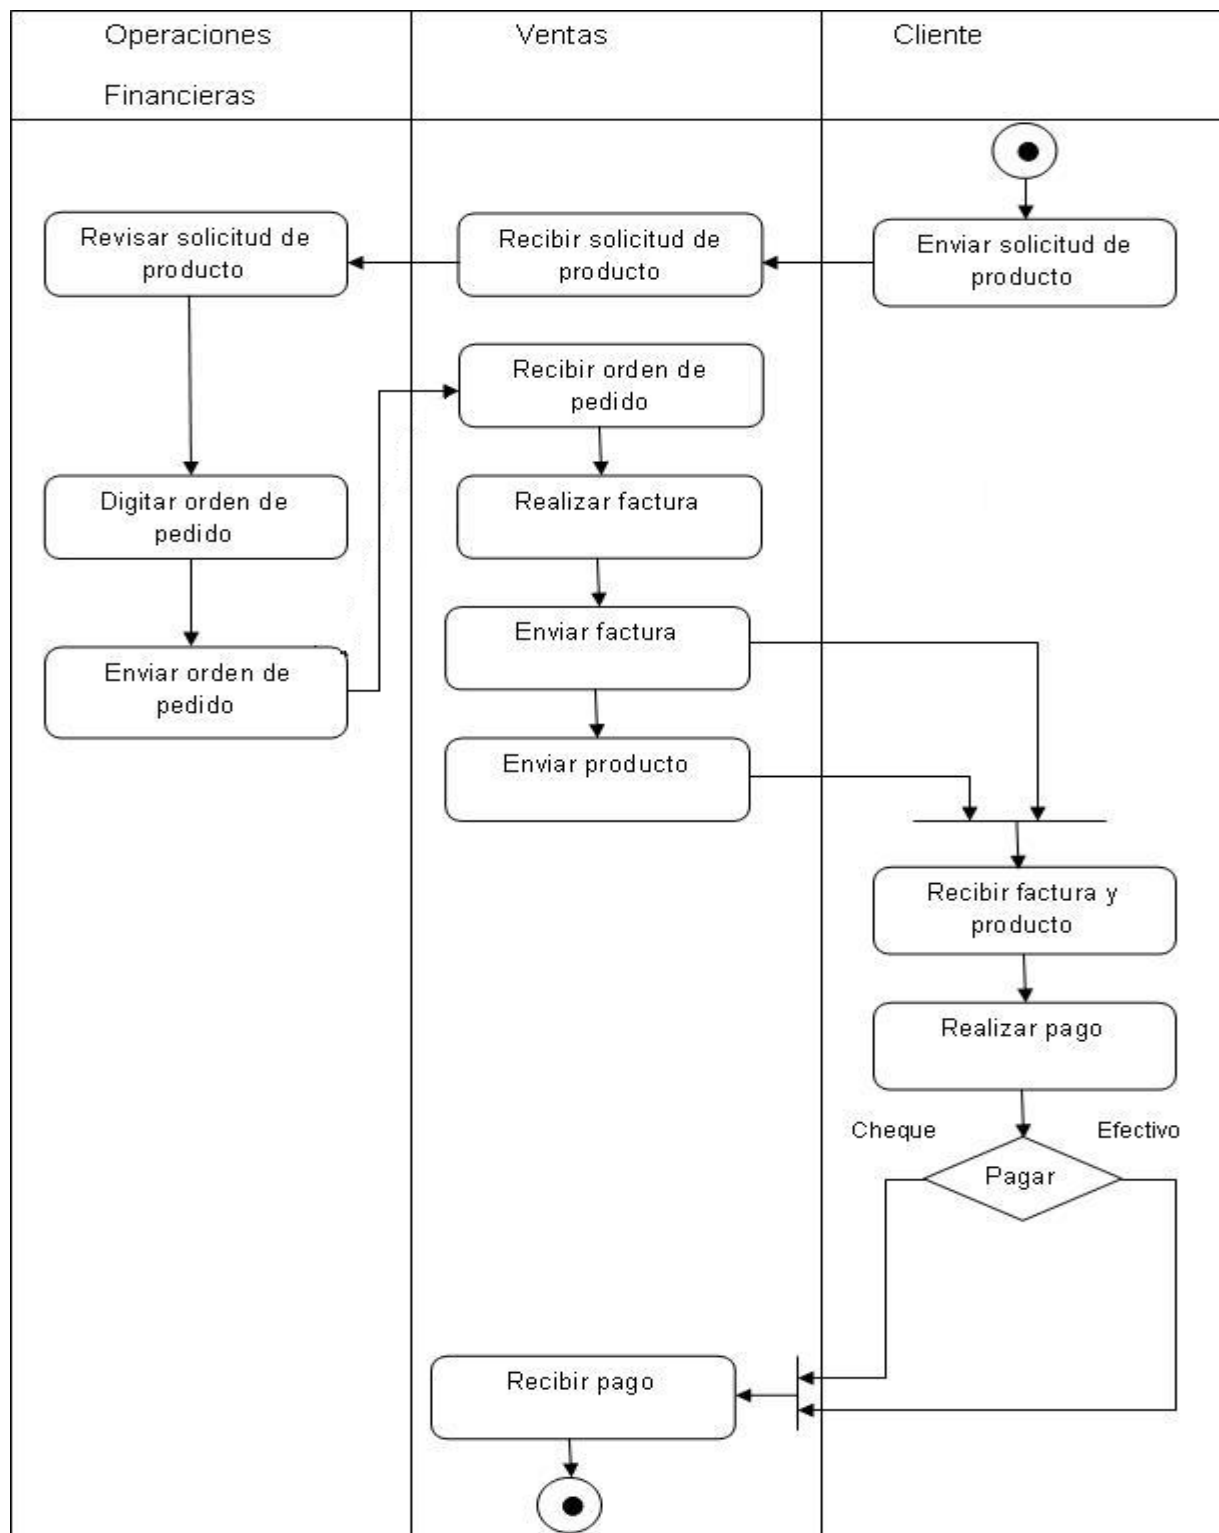 Operaciones
Financieras
Ventas
Cliente
Revisar solicitud de
producto
Recibir solicitud de
producto
Enviar solicitud de
producto
Recibir orden de
pedido
Digitar orden de
pedido
Realizar factura
Enviar orden de
pedido
Enviar factura
Enviar producto
Recibir factura y
producto
Realizar pago
Cheque
Efectivo
Pagar
Recibir pago